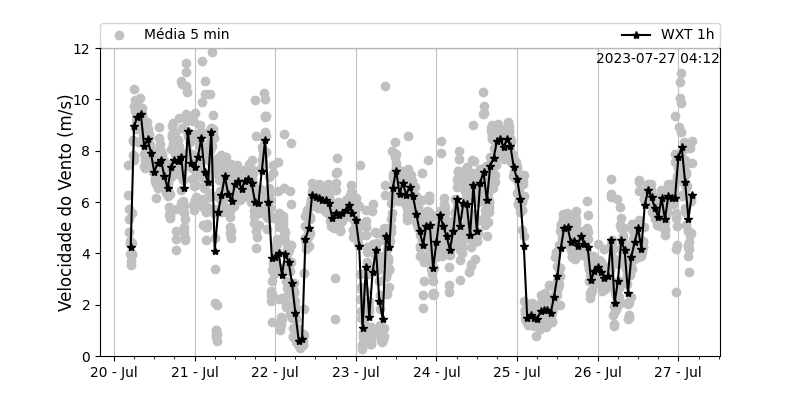 Média 5 min
WXT 1h
2023-07-27 04:12
Velocidade do Vento (m/s)
12
10
8
6
4
2
0
20 - Jul
21 - Jul
22 - Jul
23 - Jul
24 - Jul
25 - Jul
26 - Jul
27 - Jul